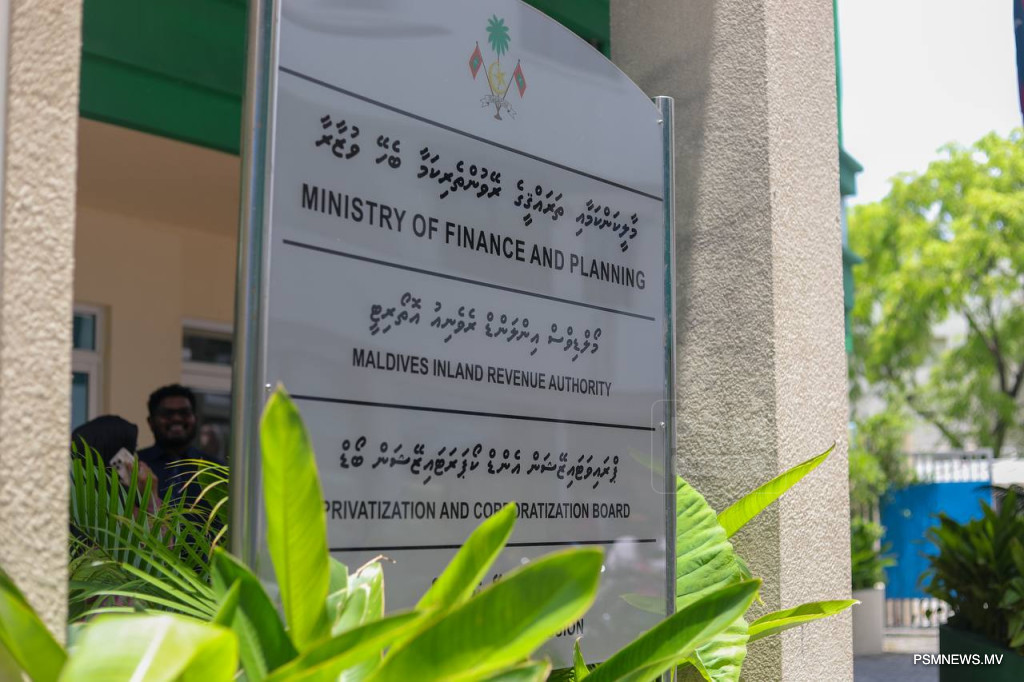 މާލީކަންކަމާއި ތަރައްޤީގެ ރޭވުންތެރިކަމާ ބެހޭ ވުޒާރާ
MINISTRY OF FINANCE AND PLANNING
މޯލްޑިވްސް އިންލަންޑް ރެވެނިއު އޮތޯރިޓީ
MALDIVES INLAND REVENUE AUTHORITY
ޕްރައިވަޓައިޒޭޝަން އެންޑް ކޯޕަރަޓައިޒޭޝަން ބޯޑް
PRIVATIZATION AND CORPORATIZATION BOARD
PSMNEWS.MV